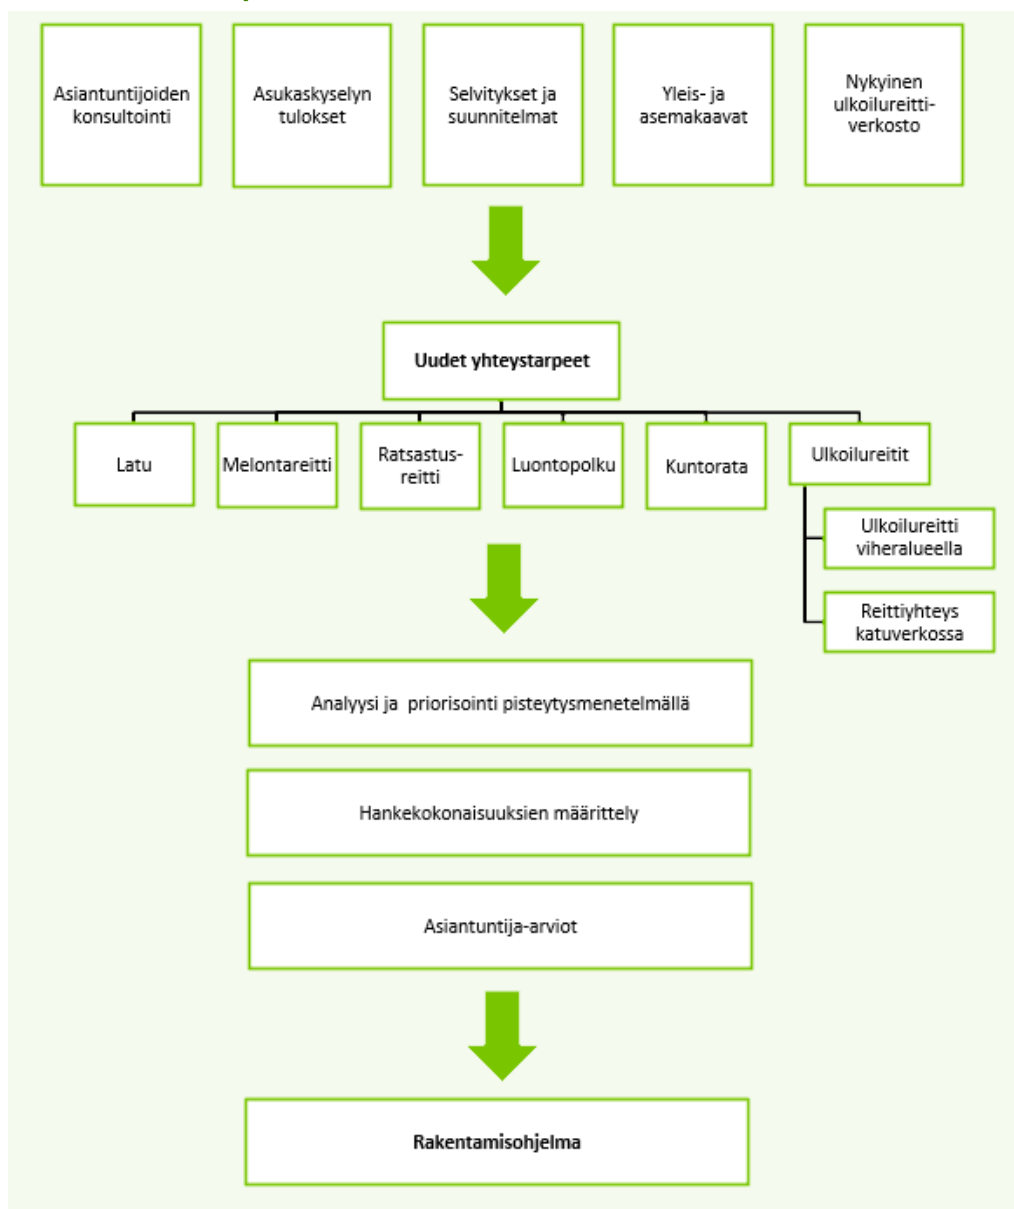 Asiantuntijoiden
konsultointi
Asukaskyselyn
tulokset
Selvitykset ja
suunnitelmat
Yleis- ja
asemakaavat
Nykyinen
ulkoilureitti-
verkosto
Uudet yhteystarpeet
Latu
Melontareitti
Ratsastus-
reitti
Luontopolku
Kuntorata
Ulkoilureitit
Ulkoilureitti
viheralueella
Reittiyhteys
katuverkossa
Analyysi ja  priorisointi pisteytysmenetelmällä
Hankekokonaisuuksien määrittely
Asiantuntija-arviot
Rakentamisohjelma